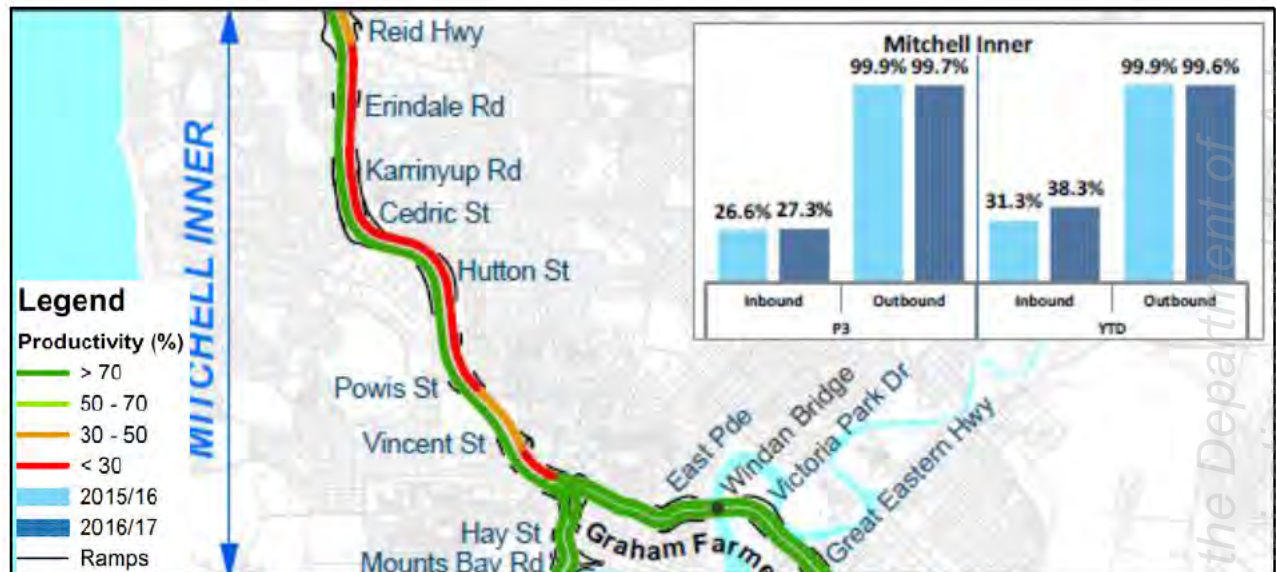 Reid Hwy
Erindale Rd
Karrinyup Rd
Cedric St
Hutton St
Powis St
Vincent St
Hay St
Mounts Bay Rd
MITCHELL INNER
East Pde
Windan Bridge
Victoria Park Dr
Great Eastern Hwy
Graham Farme
Mitchell Inner
99.9% 99.7% 99.9% 99.6%
26.6% 27.3% 31.3% 38.3%
Inbound Outbound Inbound Outbound
P3 YTD
Legend
Productivity (%)
> 70
50 - 70
30 - 50
< 30
2015/16
2016/17
Ramps
the Department of